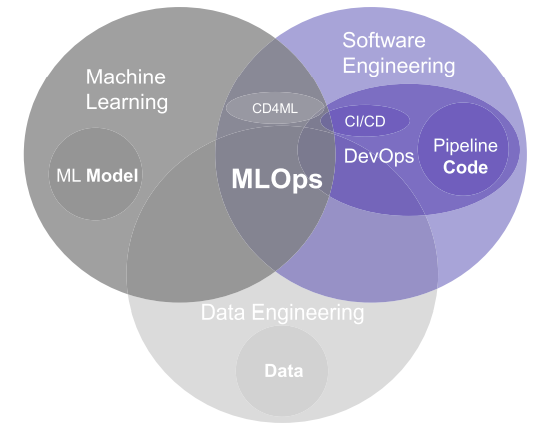 Software
Engineering
Machine
Learning
CD4ML
CI/CD
Pipeline
Code
DevOps
ML Model
MLOps
Data Engineering
Data